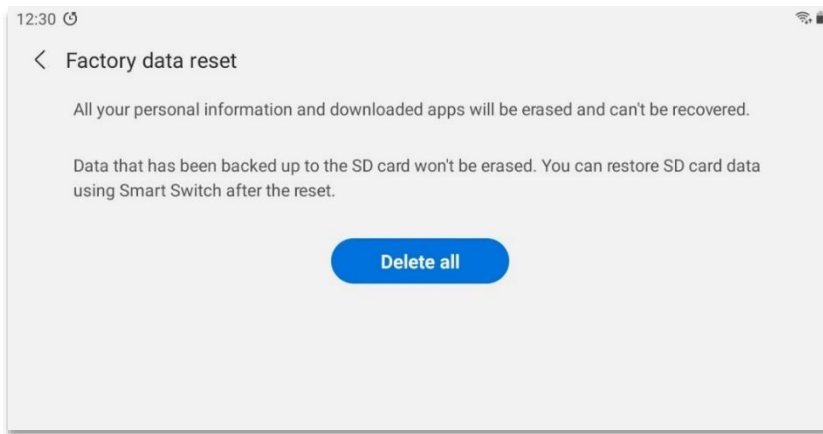 12:30
Factory data reset
All your personal information and downloaded apps will be erased and can't be recovered.
Data that has been backed up to the SD card won't be erased. You can restore SD card data
using Smart Switch after the reset.
Delete all